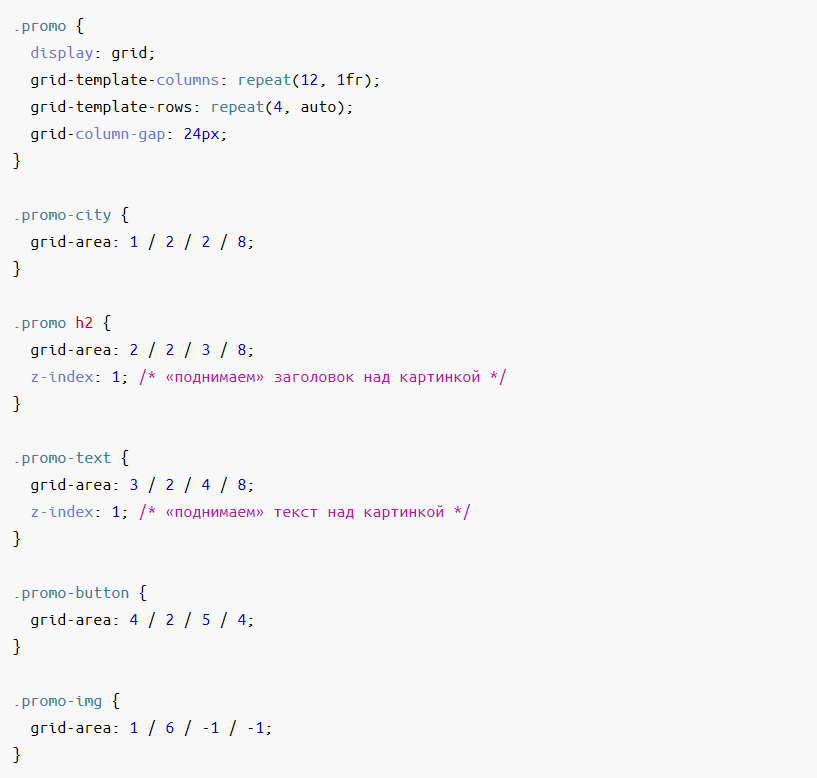 .promo {
  display: grid;
  grid-template-columns: repeat(12, 1fr);
  grid-template-rows: repeat(4, auto);
  grid-column-gap: 24px;
}

.promo-city {
  grid-area: 1 / 2 / 2 / 8;
}

.promo h2 {
  grid-area: 2 / 2 / 3 / 8;
  z-index: 1; /* «поднимаем» заголовок над картинкой */
}

.promo-text {
  grid-area: 3 / 2 / 4 / 8;
  z-index: 1; /* «поднимаем» текст над картинкой */
}

.promo-button {
  grid-area: 4 / 2 / 5 / 4;
}

.promo-img {
  grid-area: 1 / 6 / -1 / -1;
}